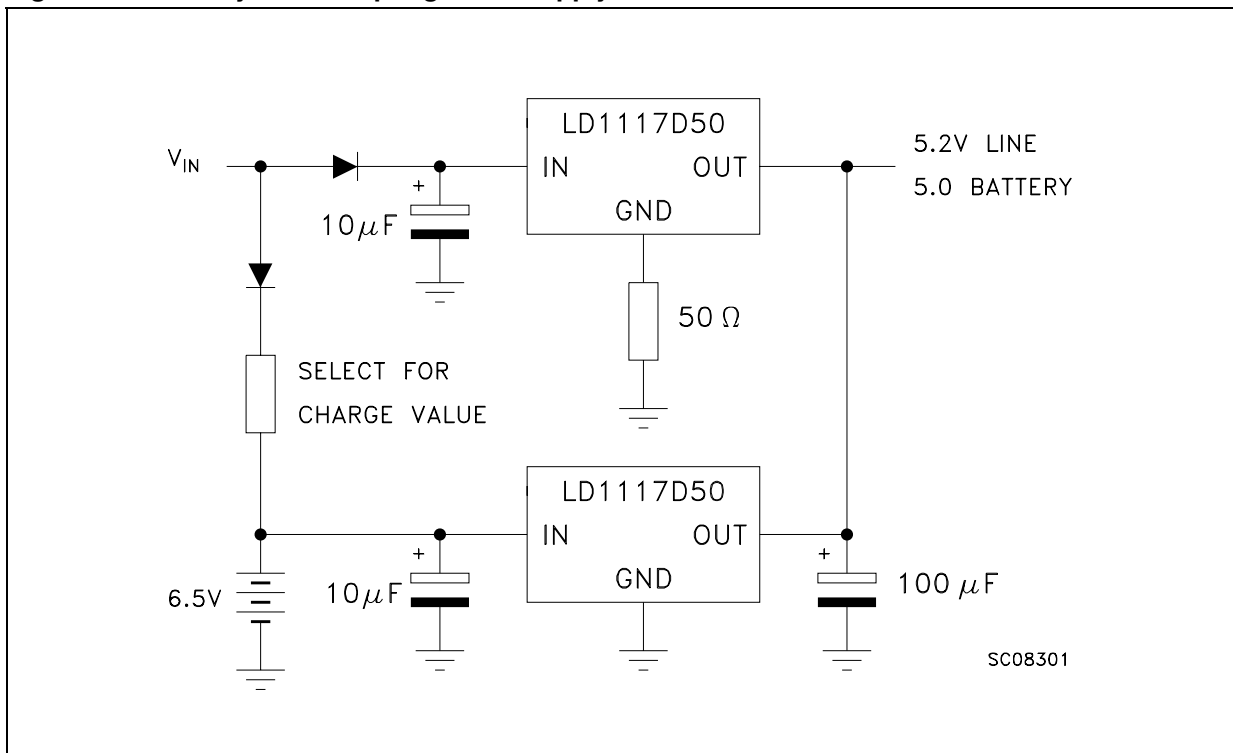 LD1117D50
V_IN
IN
OUT
GND
5.2V LINE
5.0 BATTERY
+
10μF
50 Ω
SELECT FOR
CHARGE VALUE
LD1117D50
IN
OUT
GND
6.5V
+
10μF
+
100 μF
SC08301